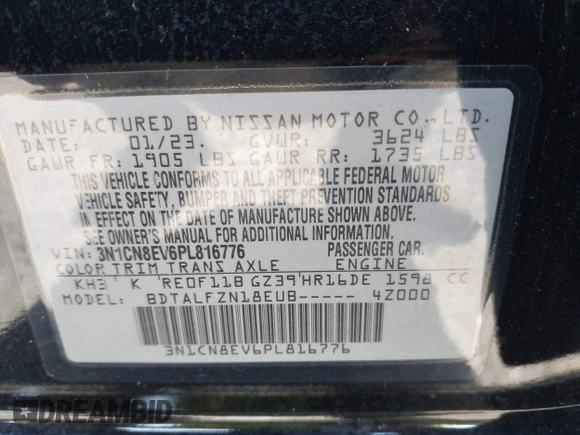 MANUFACTURED BY NISSAN MOTOR CO.,LTD.
DATE: 01/23. GVWR: 3624 LBS
GAWR FR: 1905 LBS GAWR RR: 1735 LBS
THIS VEHICLE CONFORMS TO ALL APPLICABLE FEDERAL MOTOR
VEHICLE SAFETY, BUMPER AND THEFT PREVENTION STANDARDS
IN EFFECT ON THE DATE OF MANUFACTURE SHOWN ABOVE.
SEE OWNER'S MANUAL FOR ADDITIONAL INFORMATION.
VIN: 3N1CN8EV6PL816776 PASSENGER CAR.
COLOR TRIM TRANS AXLE ENGINE
KH3 K RE0F11B GZ39 HR16DE 1598 CC
BDTALFZN18EUB----- 4Z000
3N1CN8EV6PL816776
DREAMBID